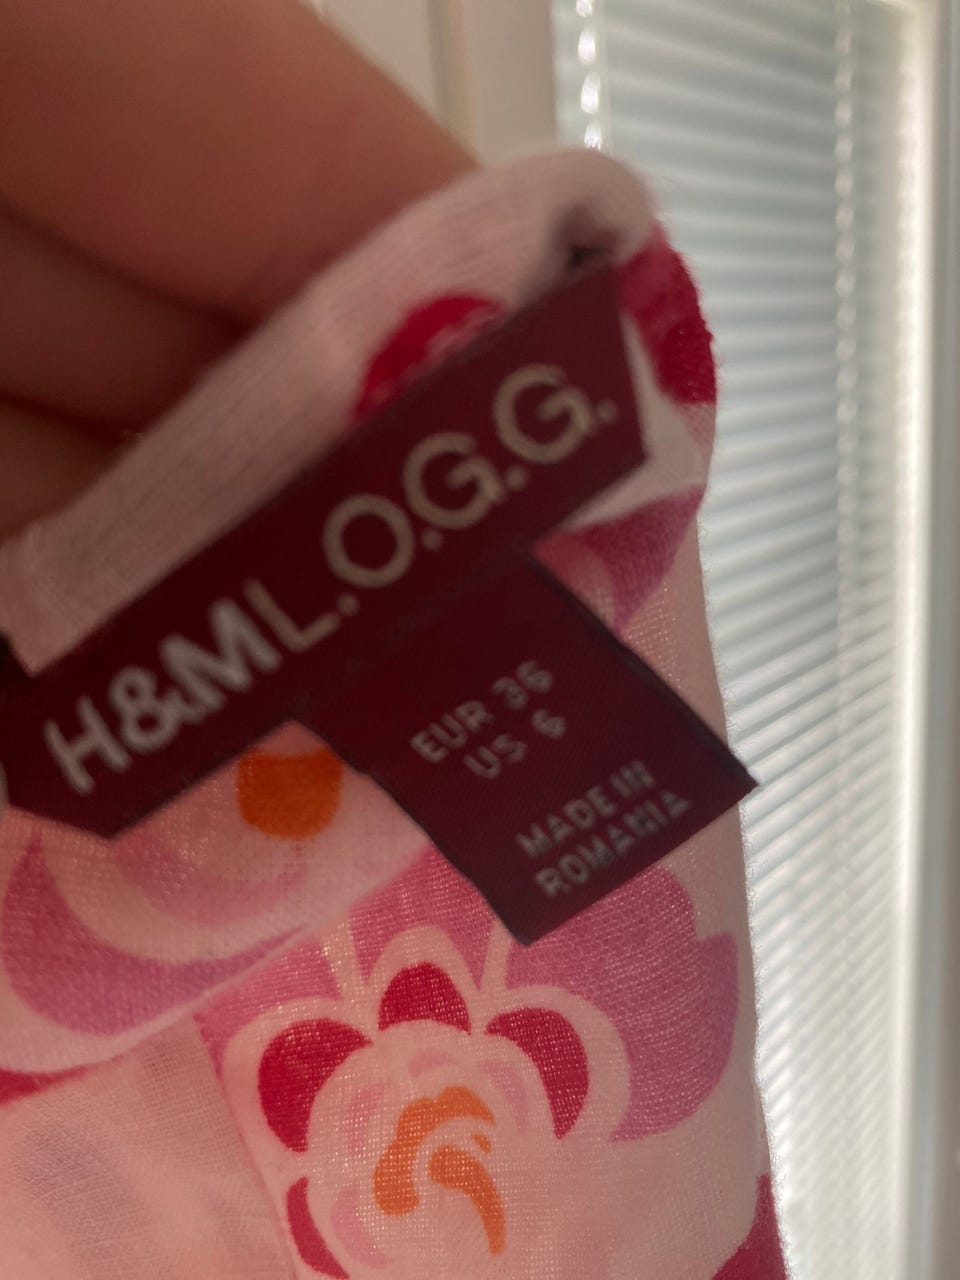 H&M L.O.G.G.
EUR 36
US 6
MADE IN
ROMANIA